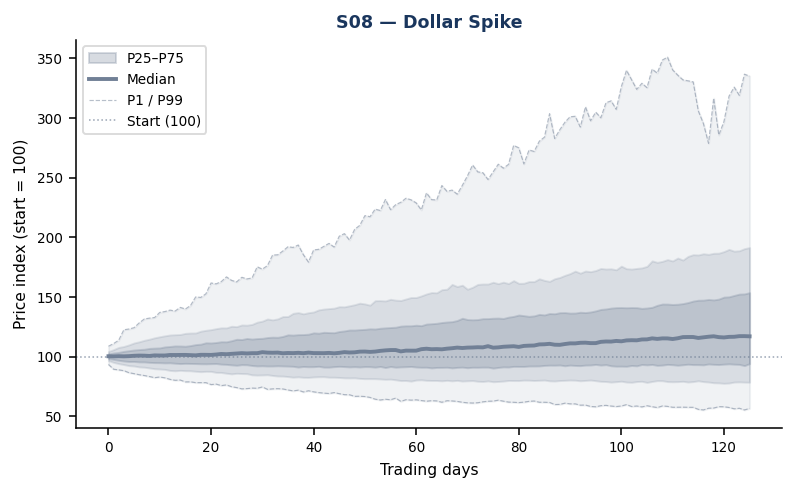 S08 — Dollar Spike
P25–P75
Median
P1 / P99
Start (100)
Price index (start = 100)
350
300
250
200
150
100
50
0 20 40 60 80 100 120
Trading days